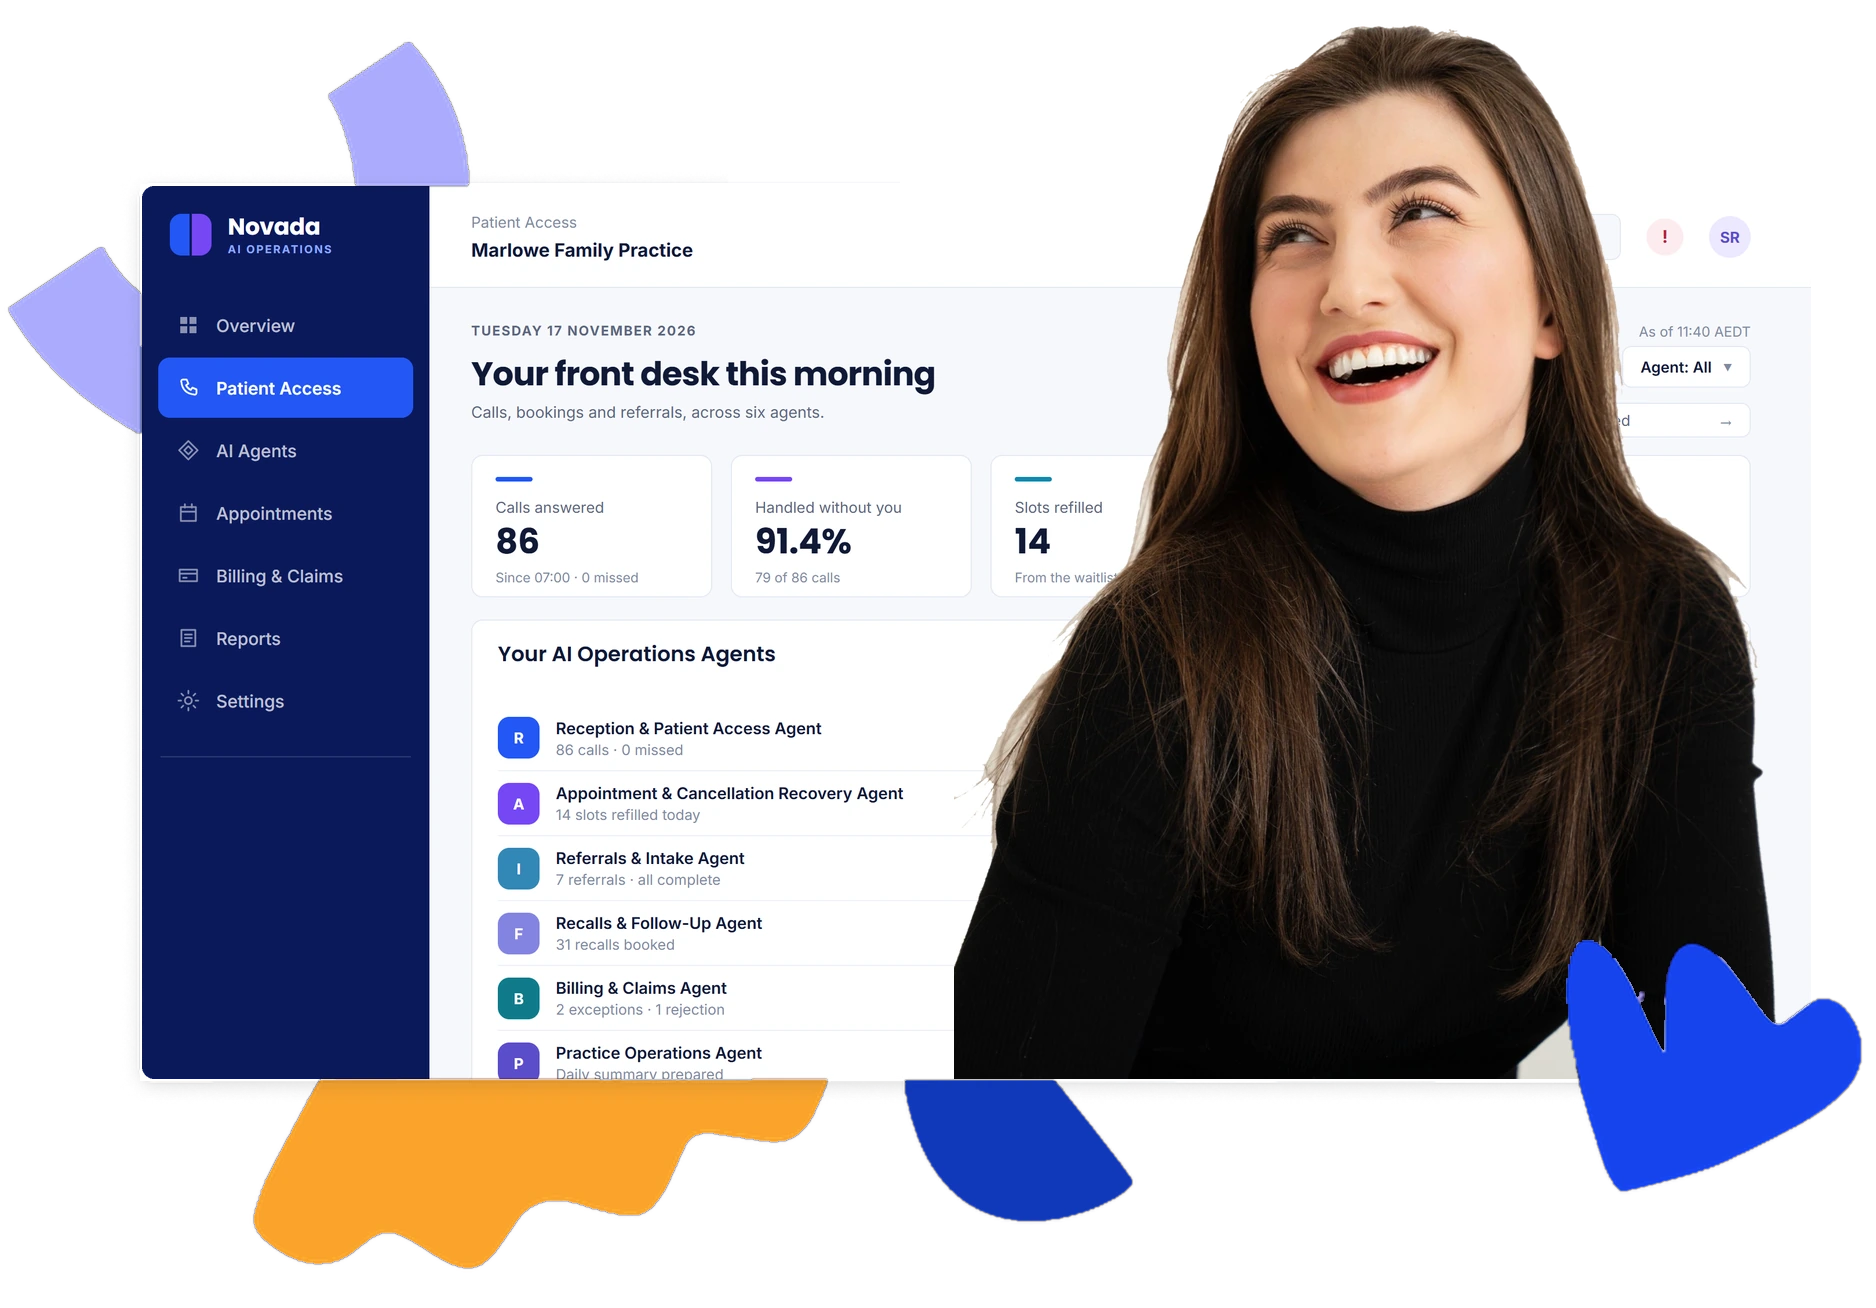 Novada
AI OPERATIONS
Overview
Patient Access
AI Agents
Appointments
Billing & Claims
Reports
Settings
Patient Access
Marlowe Family Practice
!
SR
TUESDAY 17 NOVEMBER 2026
As of 11:40 AEDT
Your front desk this morning
Agent: All
Calls, bookings and referrals, across six agents.
Calls answered
86
Since 07:00 · 0 missed
Handled without you
91.4%
79 of 86 calls
Slots refilled
14
From the waitlist
Your AI Operations Agents
R
Reception & Patient Access Agent
86 calls · 0 missed
A
Appointment & Cancellation Recovery Agent
14 slots refilled today
I
Referrals & Intake Agent
7 referrals · all complete
F
Recalls & Follow-Up Agent
31 recalls booked
B
Billing & Claims Agent
2 exceptions · 1 rejection
P
Practice Operations Agent
Daily summary prepared